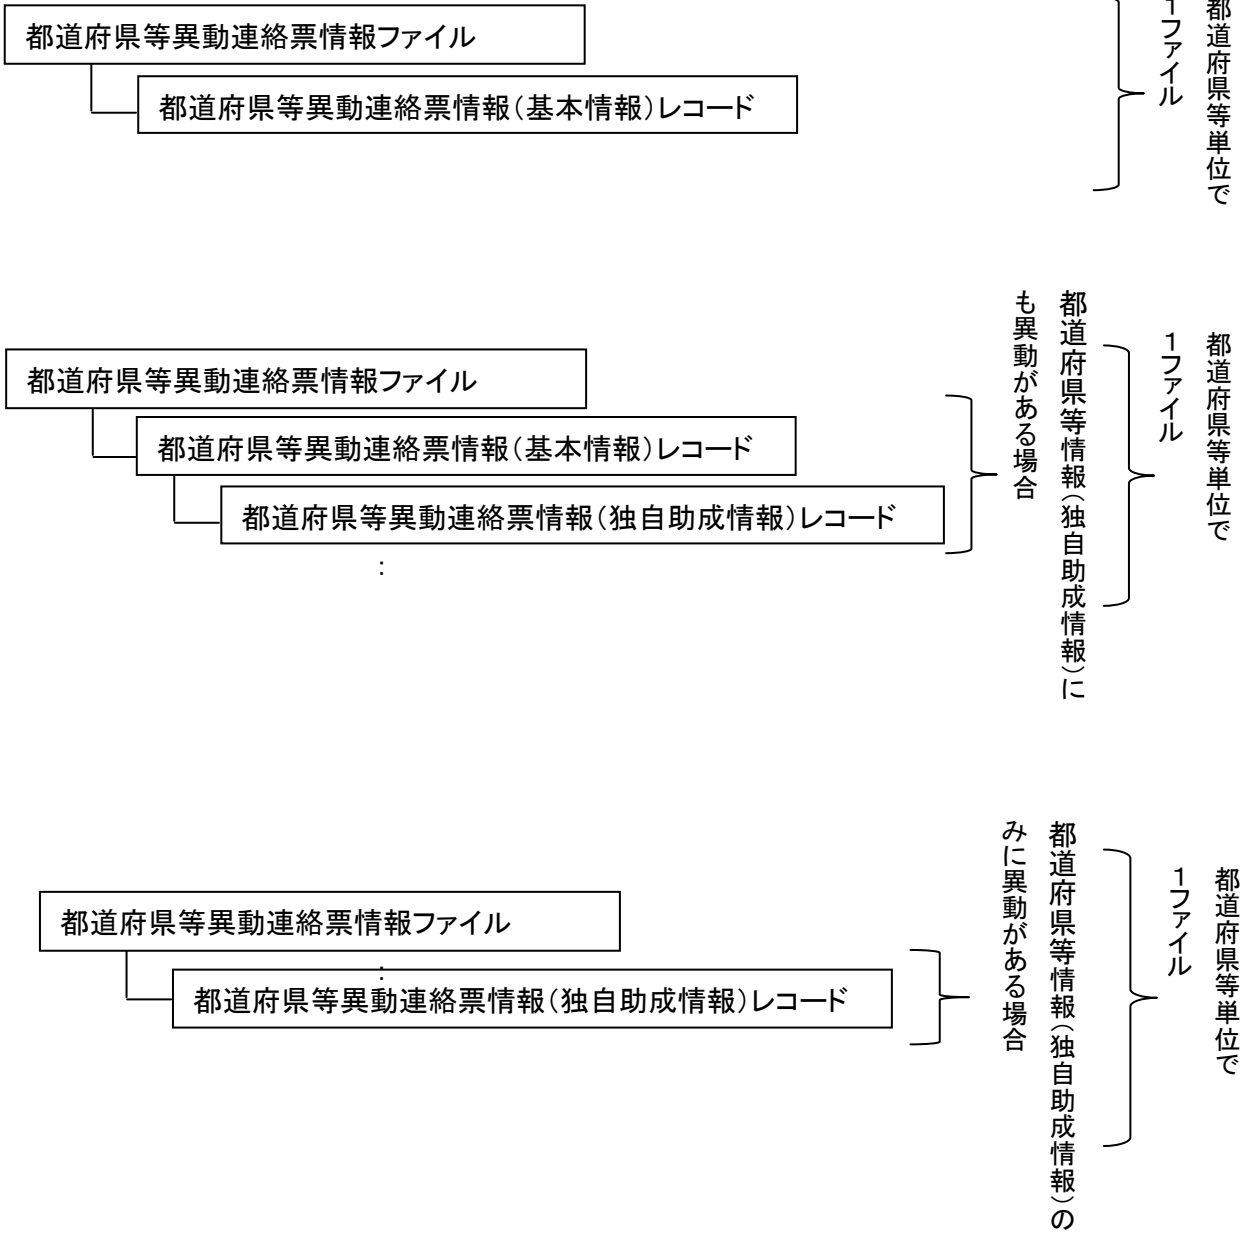 都道府県等異動連絡票情報ファイル
都道府県等異動連絡票情報（基本情報）レコード
都道府県等単位で
１ファイル
都道府県等異動連絡票情報ファイル
都道府県等異動連絡票情報（基本情報）レコード
都道府県等異動連絡票情報（独自助成情報）レコード
：
都道府県等情報（独自助成情報）に
も異動がある場合
都道府県等単位で
１ファイル
都道府県等異動連絡票情報ファイル
：
都道府県等異動連絡票情報（独自助成情報）レコード
都道府県等情報（独自助成情報）の
みに異動がある場合
都道府県等単位で
１ファイル